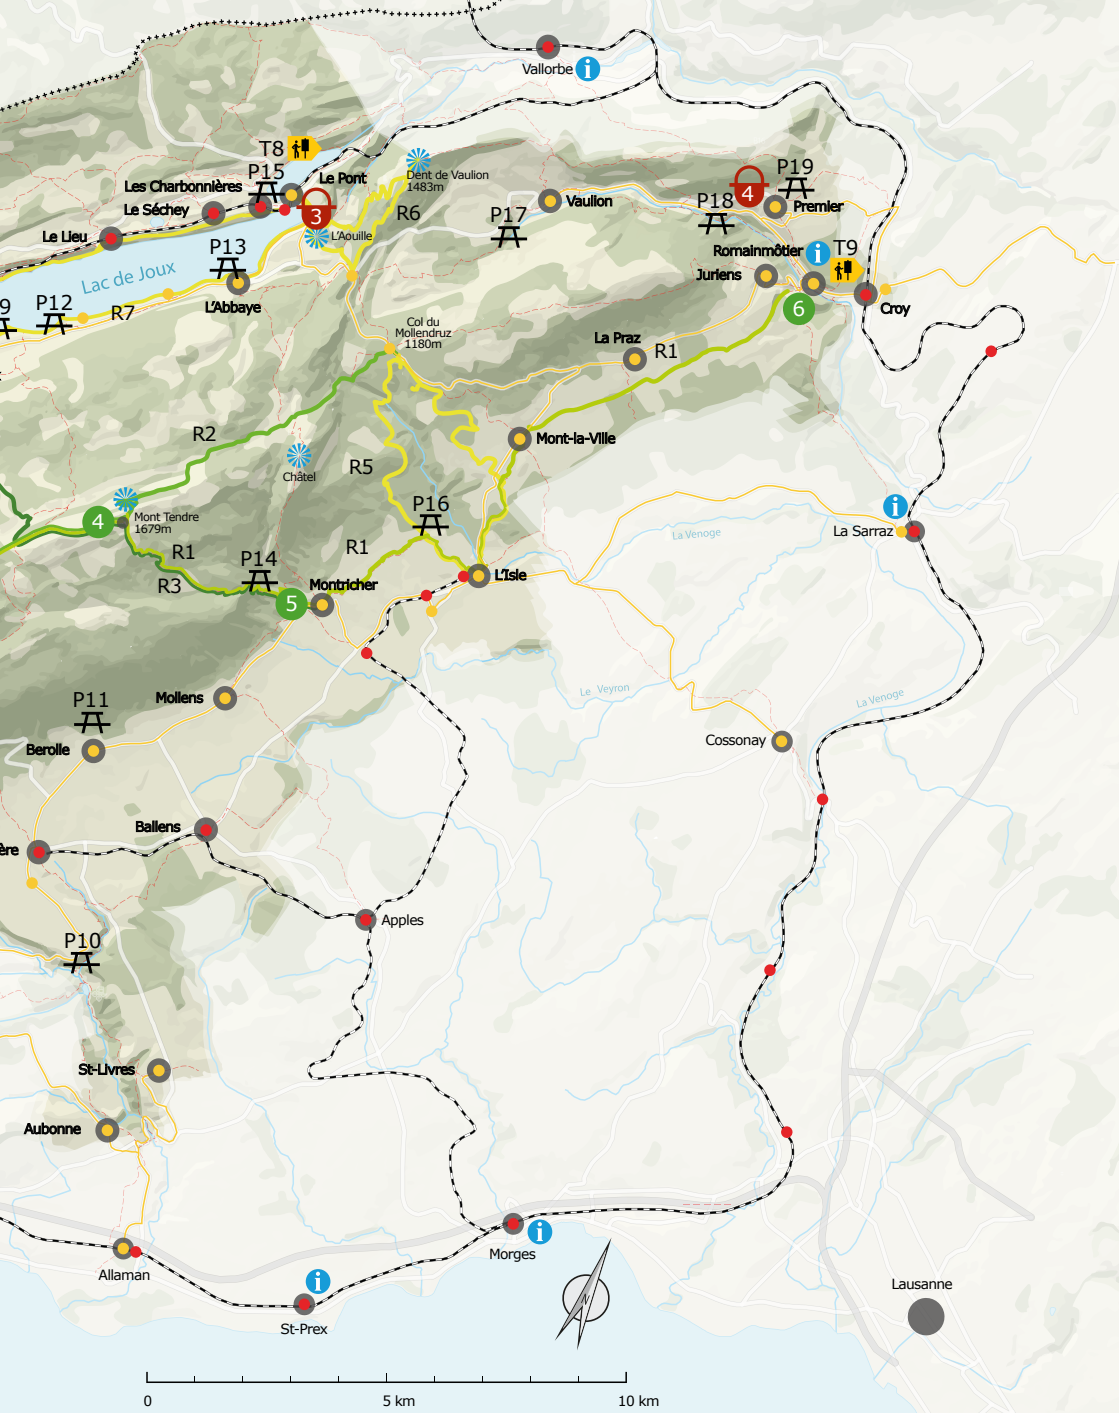 Vallorbe
i
T8
P15
Les Charbonnières
Le Pont
Le Séchey
3
Dent de Vaulion
1483m
R6
L'Aouille
Vaulion
P17
P18
4
P19
Premier
Le Lieu
P13
Lac de Joux
L'Abbaye
9
P12
R7
Romainmôtier
i
T9
Juriens
6
Croy
Col du
Mollendruz
1180m
La Praz
R1
Mont-la-Ville
R2
Châtel
R5
P16
4
Mont Tendre
1679m
R1
R3
P14
R1
5
Montricher
L'Isle
i
La Sarraz
La Venoge
Mollens
Le Veyron
La Venoge
P11
Berolle
Cossonay
Ballens
ère
Apples
P10
St-Livres
Aubonne
Allaman
Morges
i
i
St-Prex
N
Lausanne
0
5 km
10 km